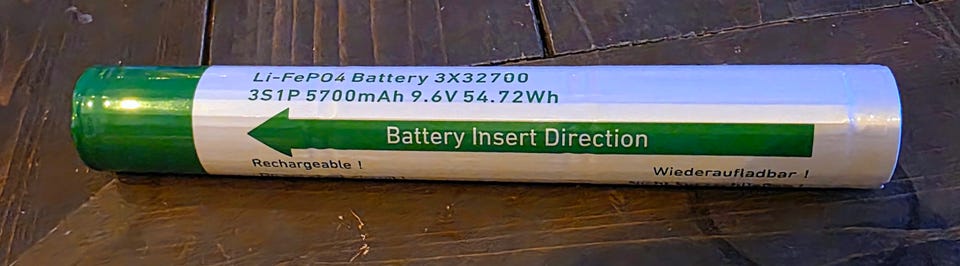 Li-FePO4 Battery 3X32700
3S1P 5700mAh 9.6V 54.72Wh
Battery Insert Direction
Rechargeable !
Wiederaufladbar !